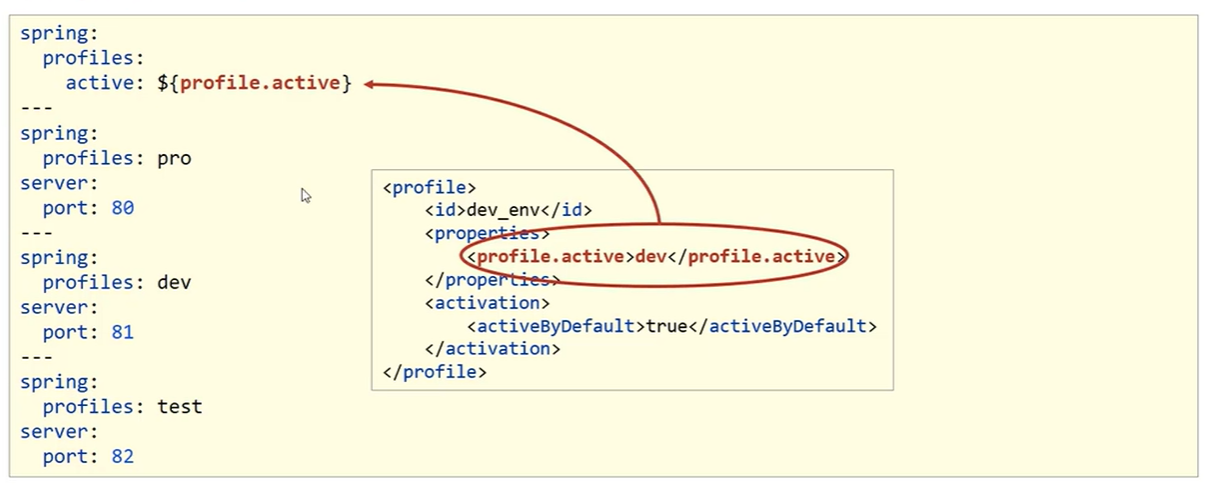 spring:
  profiles:
    active: ${profile.active}
---
spring:
  profiles: pro
server:
  port: 80
---
spring:
  profiles: dev
server:
  port: 81
---
spring:
  profiles: test
server:
  port: 82
<profile>
    <id>dev_env</id>
    <properties>
        <profile.active>dev</profile.active>
    </properties>
    <activation>
        <activeByDefault>true</activeByDefault>
    </activation>
</profile>